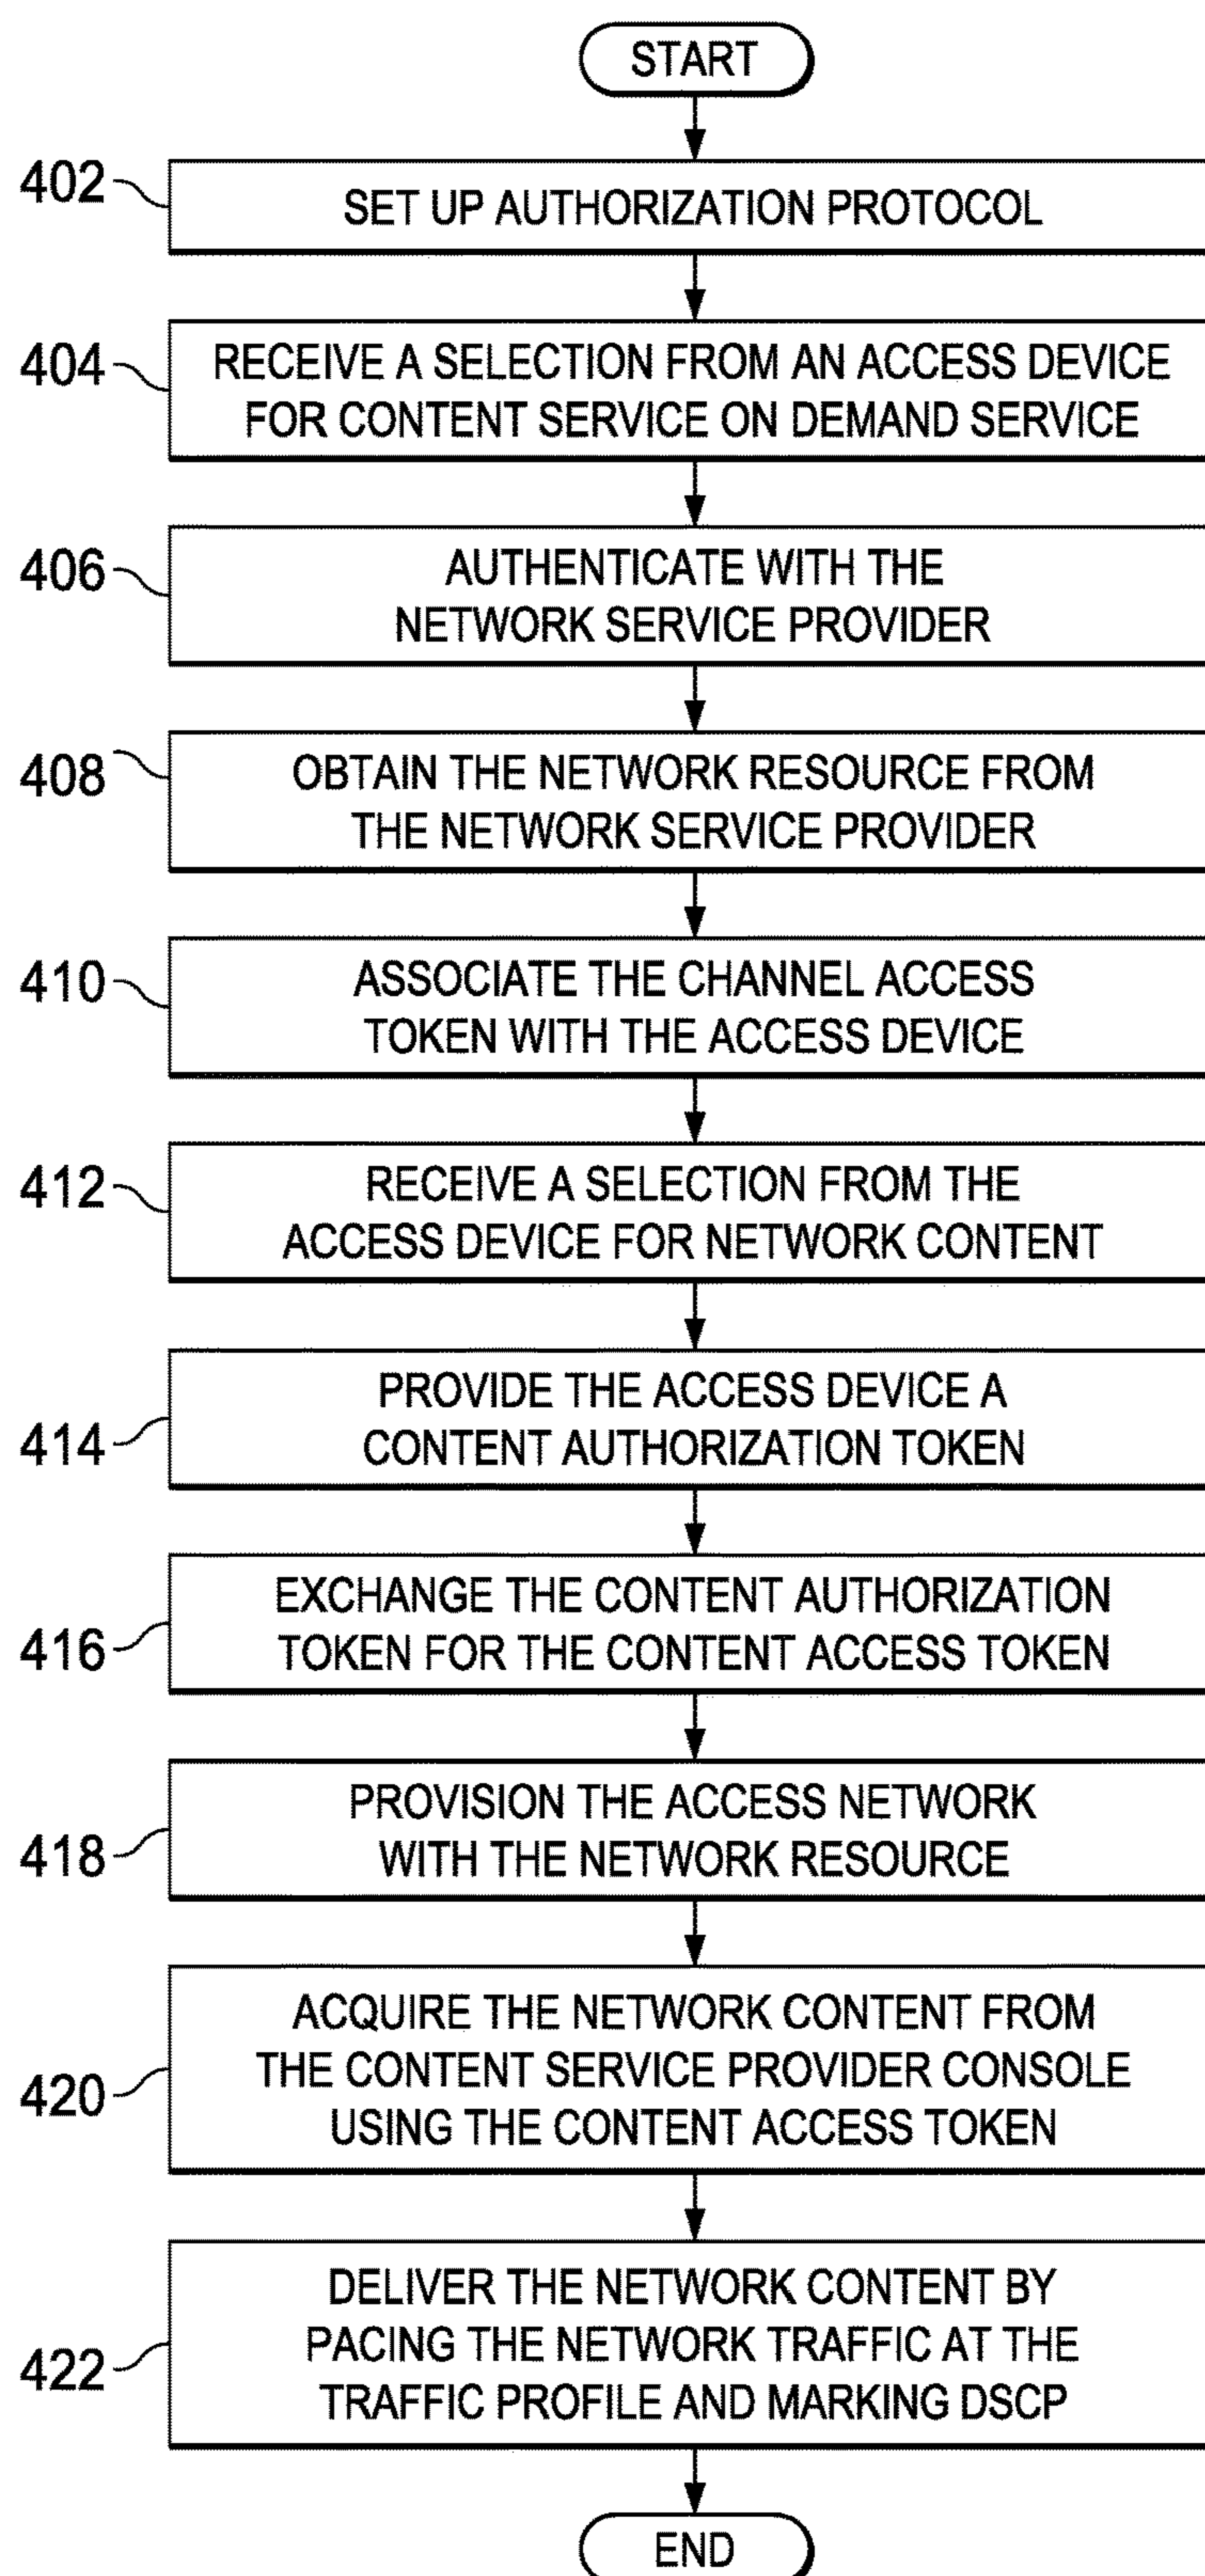 START
402
SET UP AUTHORIZATION PROTOCOL
404
RECEIVE A SELECTION FROM AN ACCESS DEVICE
FOR CONTENT SERVICE ON DEMAND SERVICE
406
AUTHENTICATE WITH THE
NETWORK SERVICE PROVIDER
408
OBTAIN THE NETWORK RESOURCE FROM
THE NETWORK SERVICE PROVIDER
410
ASSOCIATE THE CHANNEL ACCESS
TOKEN WITH THE ACCESS DEVICE
412
RECEIVE A SELECTION FROM THE
ACCESS DEVICE FOR NETWORK CONTENT
414
PROVIDE THE ACCESS DEVICE A
CONTENT AUTHORIZATION TOKEN
416
EXCHANGE THE CONTENT AUTHORIZATION
TOKEN FOR THE CONTENT ACCESS TOKEN
418
PROVISION THE ACCESS NETWORK
WITH THE NETWORK RESOURCE
420
ACQUIRE THE NETWORK CONTENT FROM
THE CONTENT SERVICE PROVIDER CONSOLE
USING THE CONTENT ACCESS TOKEN
422
DELIVER THE NETWORK CONTENT BY
PACING THE NETWORK TRAFFIC AT THE
TRAFFIC PROFILE AND MARKING DSCP
END